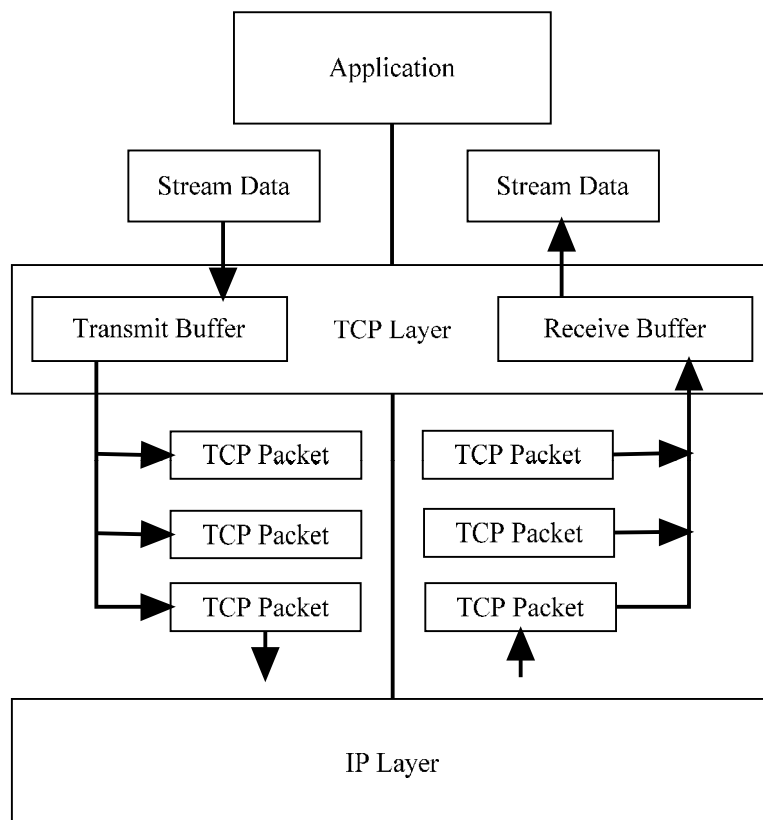 Application
Stream Data
Stream Data
Transmit Buffer
TCP Layer
Receive Buffer
TCP Packet
TCP Packet
TCP Packet
TCP Packet
TCP Packet
TCP Packet
IP Layer